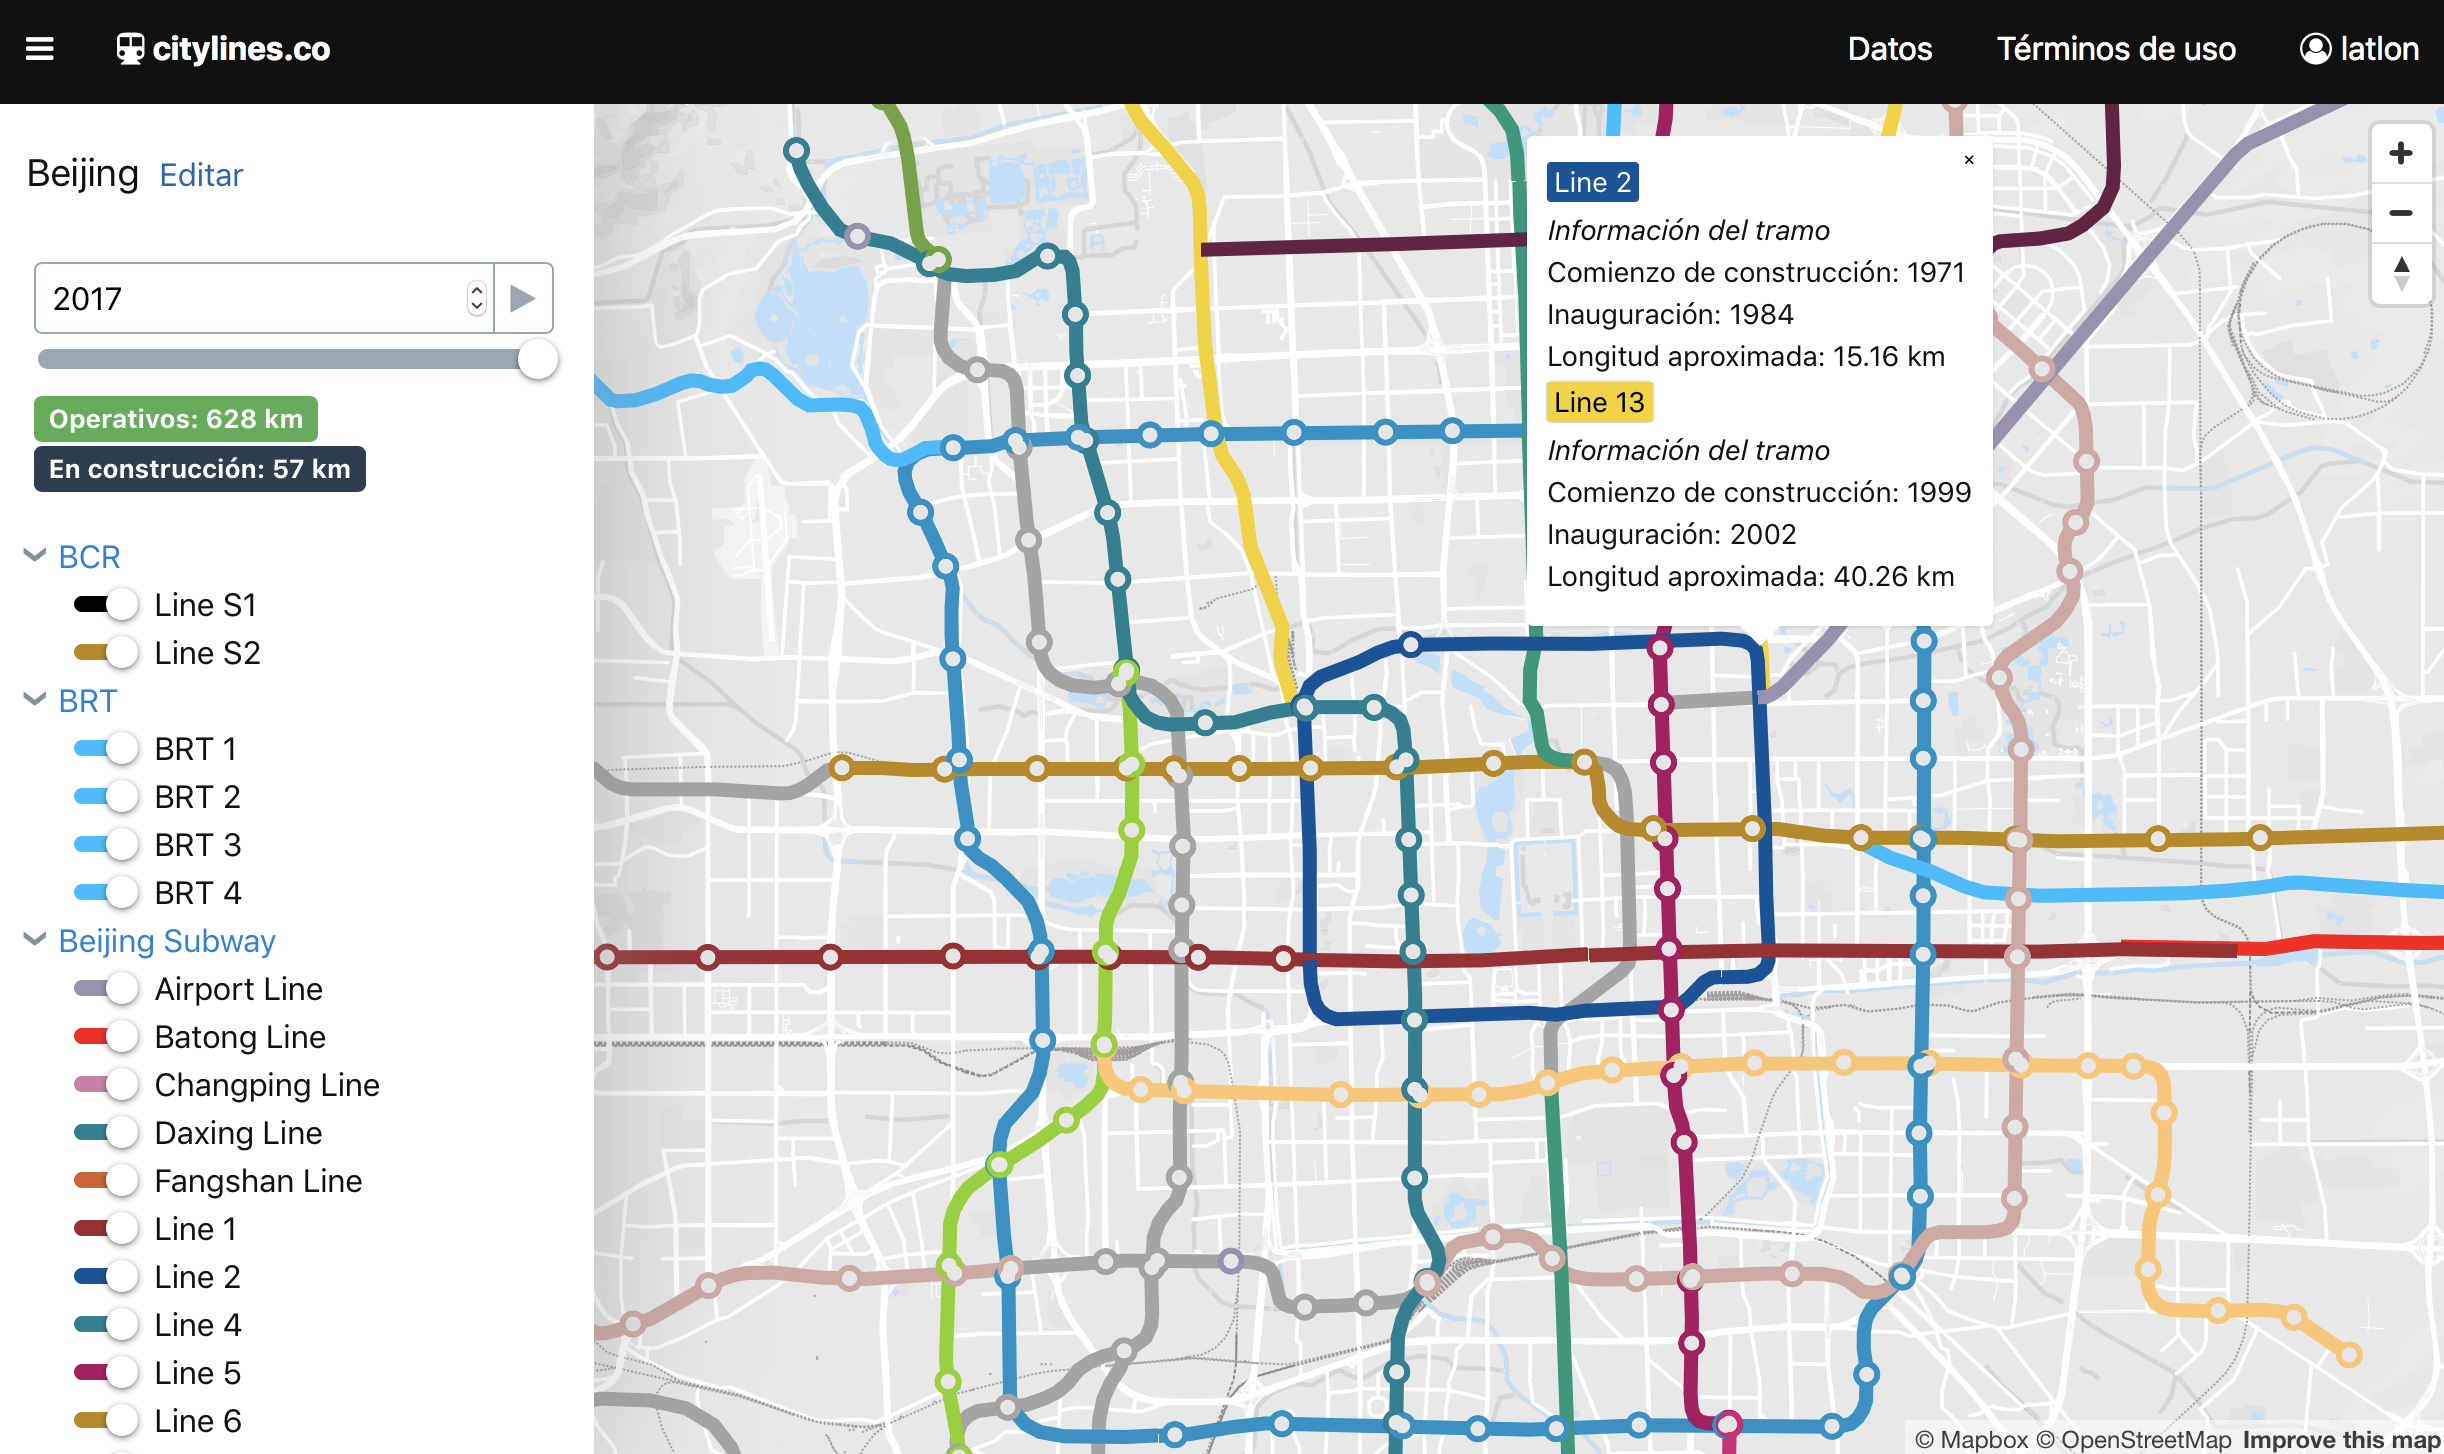 citylines.co
Datos
Términos de uso
latlon
Beijing Editar
2017
Operativos: 628 km
En construcción: 57 km
BCR
Line S1
Line S2
BRT
BRT 1
BRT 2
BRT 3
BRT 4
Beijing Subway
Airport Line
Batong Line
Changping Line
Daxing Line
Fangshan Line
Line 1
Line 2
Line 4
Line 5
Line 6
×
Line 2
Información del tramo
Comienzo de construcción: 1971
Inauguración: 1984
Longitud aproximada: 15.16 km
Line 13
Información del tramo
Comienzo de construcción: 1999
Inauguración: 2002
Longitud aproximada: 40.26 km
+
−
© Mapbox © OpenStreetMap Improve this map